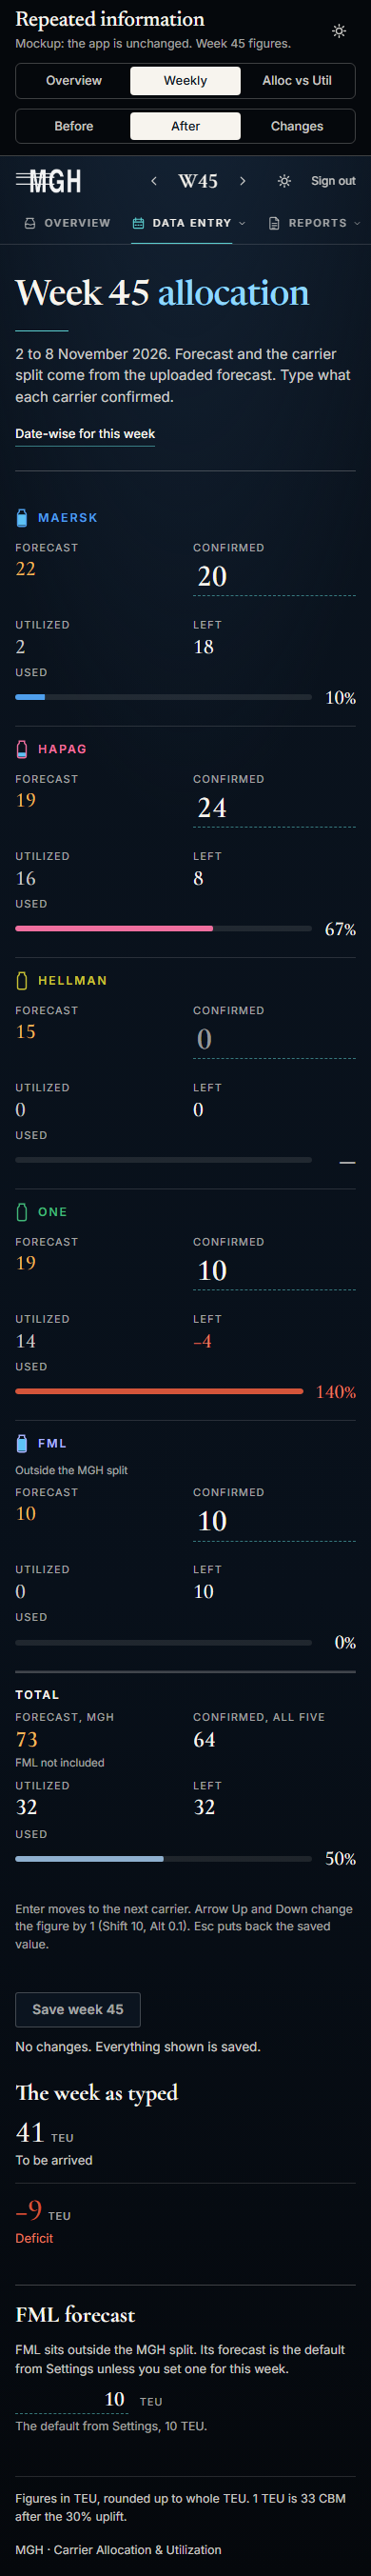 Repeated information
Mockup: the app is unchanged. Week 45 figures.
Overview Weekly Alloc vs Util
Before After Changes
MGH W45 Sign out
OVERVIEW DATA ENTRY REPORTS
Week 45 allocation
2 to 8 November 2026. Forecast and the carrier
split come from the uploaded forecast. Type what
each carrier confirmed.
Date-wise for this week
MAERSK
FORECAST CONFIRMED
22 20
UTILIZED LEFT
2 18
USED
10%
HAPAG
FORECAST CONFIRMED
19 24
UTILIZED LEFT
16 8
USED
67%
HELLMAN
FORECAST CONFIRMED
15 0
UTILIZED LEFT
0 0
USED
—
ONE
FORECAST CONFIRMED
19 10
UTILIZED LEFT
14 −4
USED
140%
FML
Outside the MGH split
FORECAST CONFIRMED
10 10
UTILIZED LEFT
0 10
USED
0%
TOTAL
FORECAST, MGH CONFIRMED, ALL FIVE
73 64
FML not included
UTILIZED LEFT
32 32
USED
50%
Enter moves to the next carrier. Arrow Up and Down change
the figure by 1 (Shift 10, Alt 0.1). Esc puts back the saved
value.
Save week 45
No changes. Everything shown is saved.
The week as typed
41 TEU
To be arrived
−9 TEU
Deficit
FML forecast
FML sits outside the MGH split. Its forecast is the default
from Settings unless you set one for this week.
10 TEU
The default from Settings, 10 TEU.
Figures in TEU, rounded up to whole TEU. 1 TEU is 33 CBM
after the 30% uplift.
MGH · Carrier Allocation & Utilization